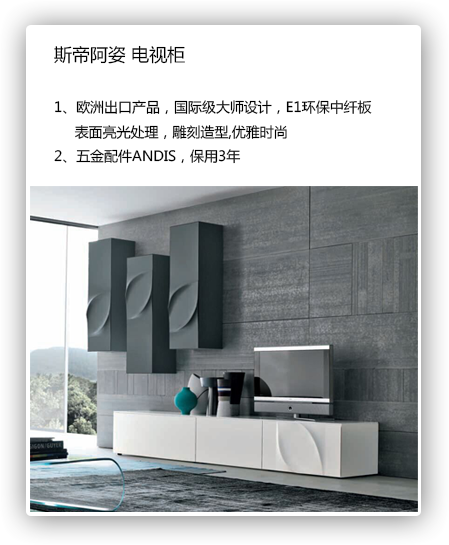 斯帝阿姿 电视柜
1、欧洲出口产品，国际级大师设计，E1环保中纤板
表面亮光处理，雕刻造型,优雅时尚
2、五金配件ANDIS，保用3年